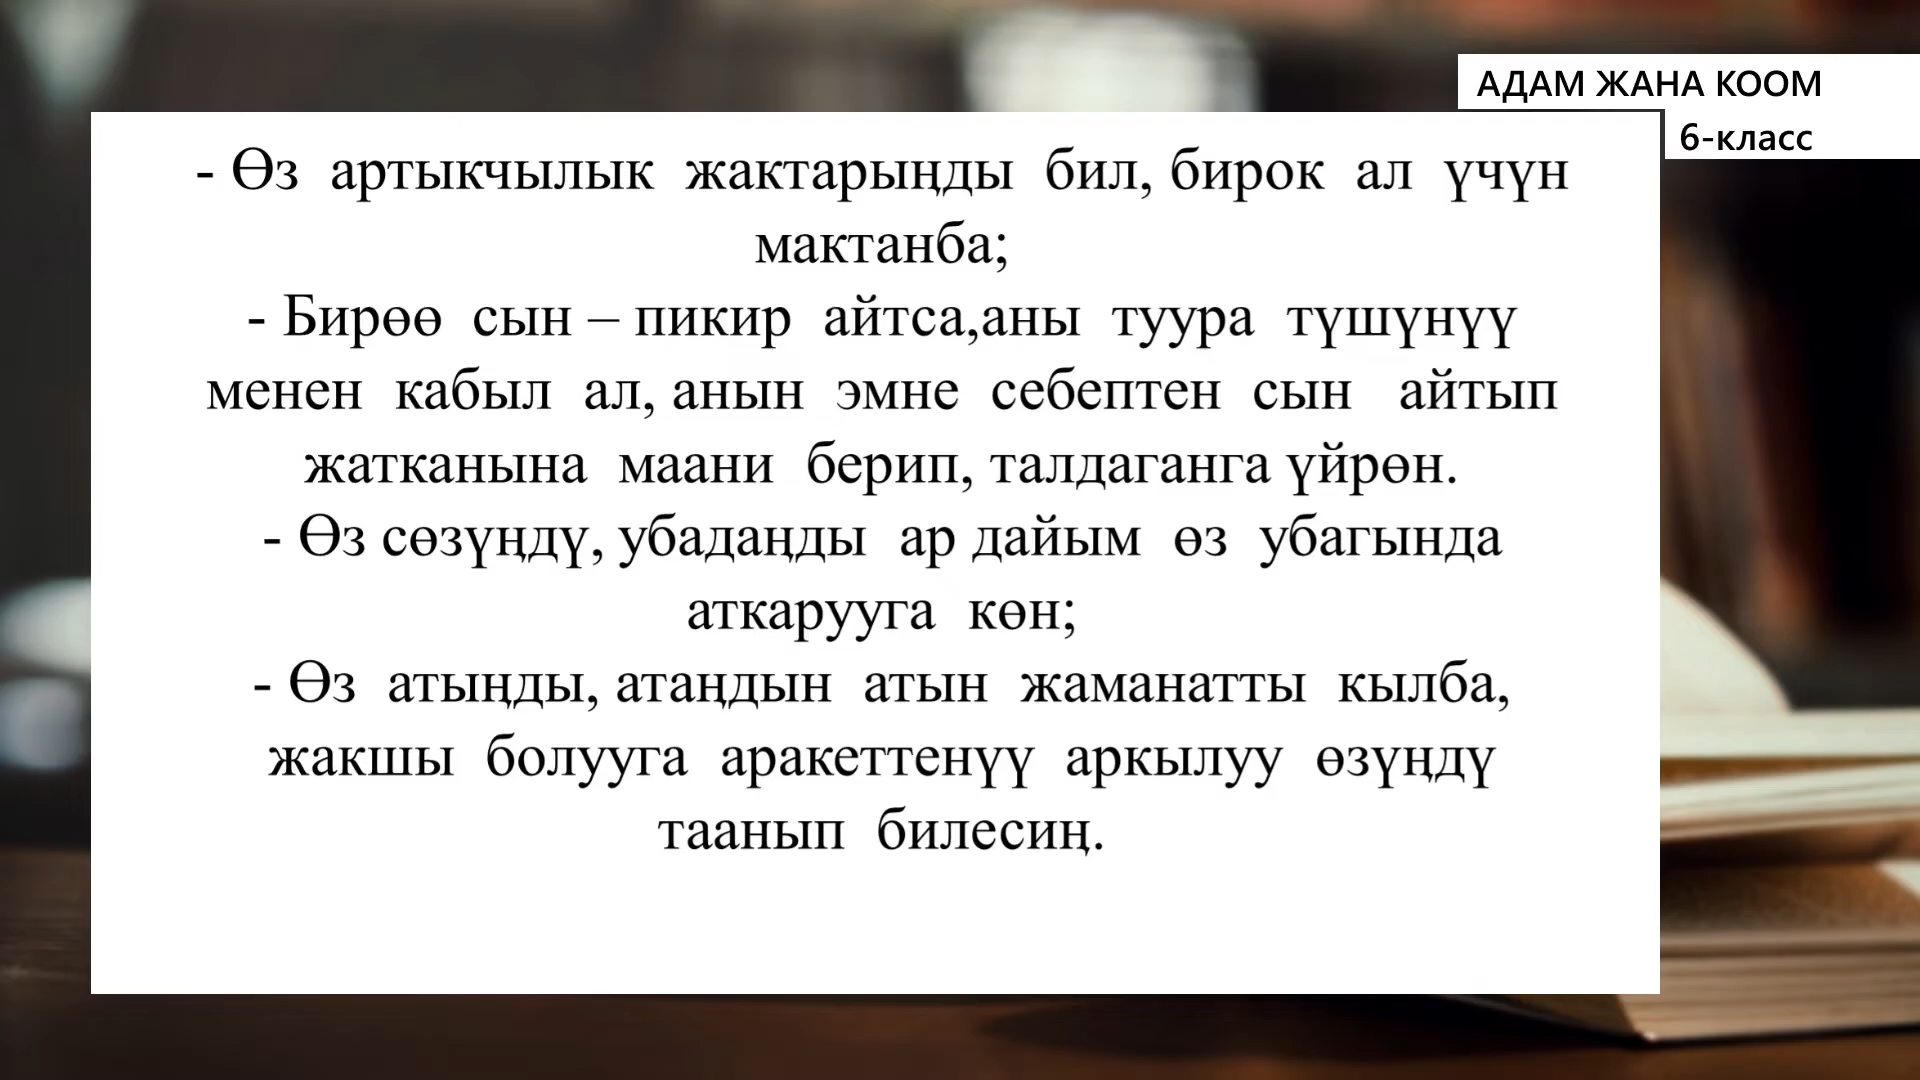 АДАМ ЖАНА КООМ
6-класс
- Өз артыкчылык жактарыңды бил, бирок ал үчүн
мактанба;
- Бирөө сын – пикир айтса,аны туура түшүнүү
менен кабыл ал, анын эмне себептен сын айтып
жатканына маани берип, талдаганга үйрөн.
- Өз сөзүңдү, убадаңды ар дайым өз убагында
аткарууга көн;
- Өз атыңды, атаңдын атын жаманатты кылба,
жакшы болууга аракеттенүү аркылуу өзүңдү
таанып билесиң.